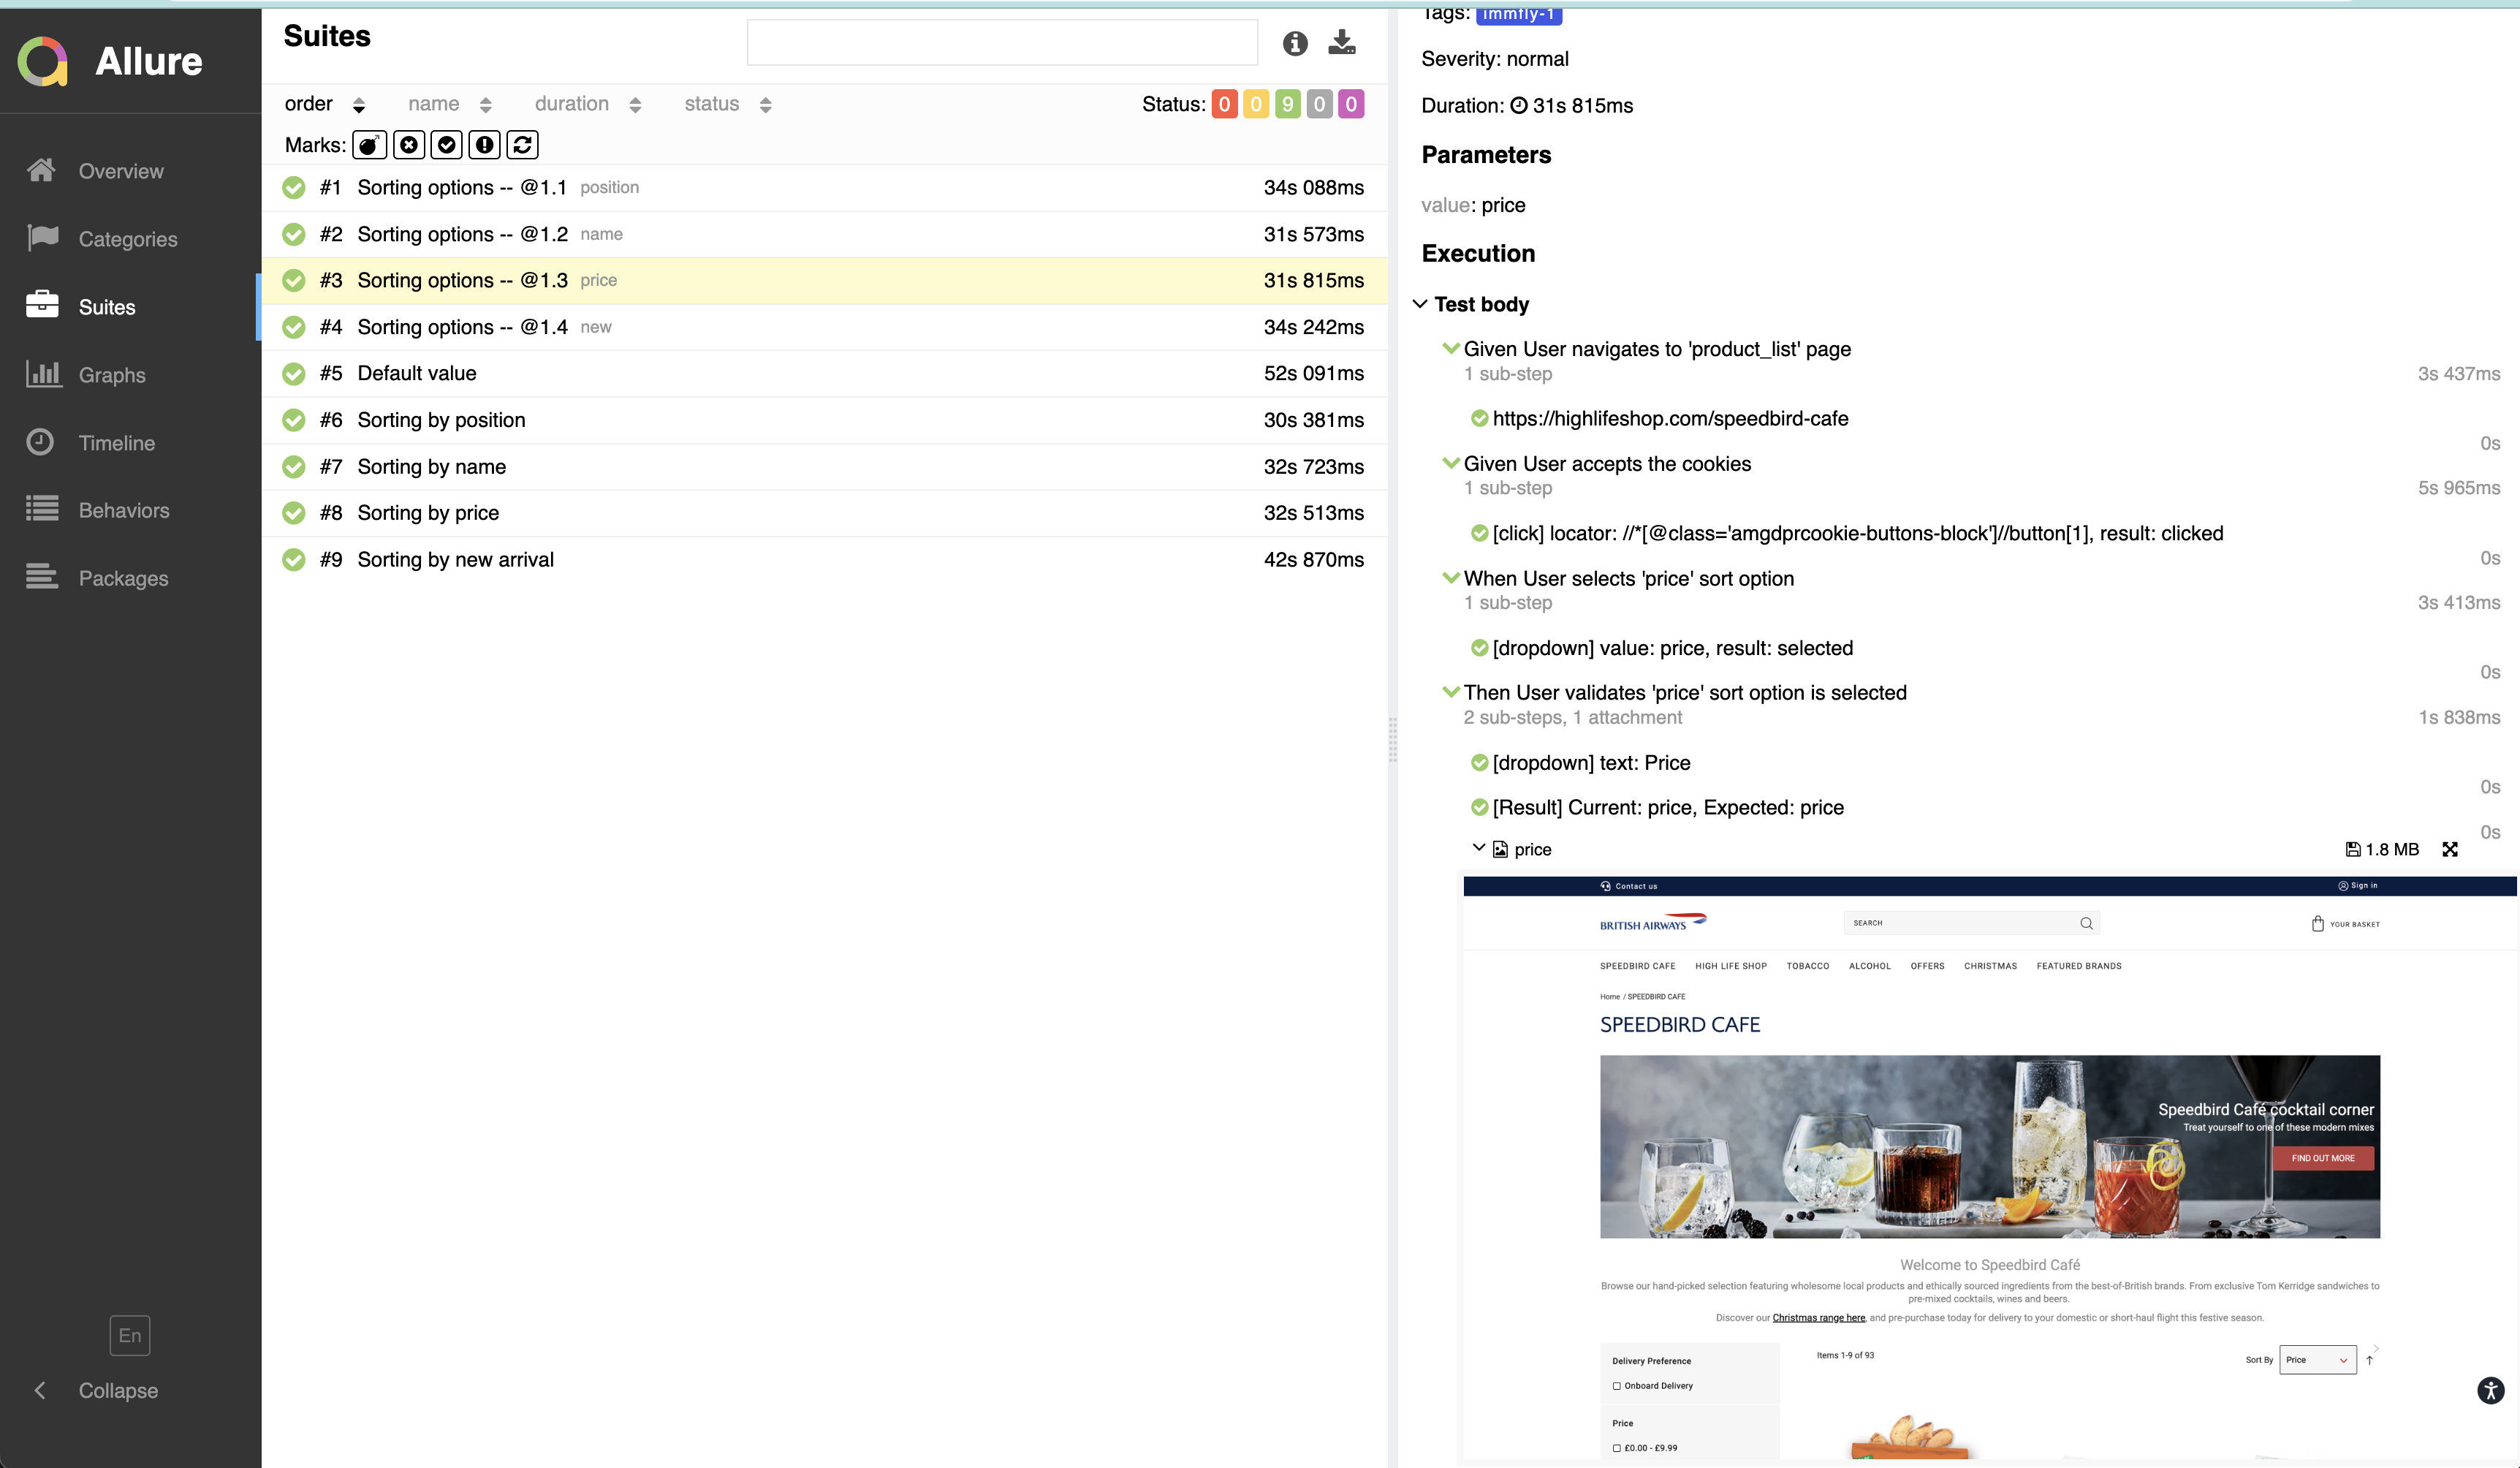 Allure
Overview
Categories
Suites
Graphs
Timeline
Behaviors
Packages
En
Collapse
Suites
order name duration status
Status: 0 0 9 0 0
Marks:
#1 Sorting options -- @1.1 position 34s 088ms
#2 Sorting options -- @1.2 name 31s 573ms
#3 Sorting options -- @1.3 price 31s 815ms
#4 Sorting options -- @1.4 new 34s 242ms
#5 Default value 52s 091ms
#6 Sorting by position 30s 381ms
#7 Sorting by name 32s 723ms
#8 Sorting by price 32s 513ms
#9 Sorting by new arrival 42s 870ms
Tags: immfly-1
Severity: normal
Duration: 31s 815ms
Parameters
value: price
Execution
Test body
Given User navigates to 'product_list' page
1 sub-step 3s 437ms
https://highlifeshop.com/speedbird-cafe
0s
Given User accepts the cookies
1 sub-step 5s 965ms
[click] locator: //*[@class='amgdprcookie-buttons-block']//button[1], result: clicked
0s
When User selects 'price' sort option
1 sub-step 3s 413ms
[dropdown] value: price, result: selected
0s
Then User validates 'price' sort option is selected
2 sub-steps, 1 attachment 1s 838ms
[dropdown] text: Price
0s
[Result] Current: price, Expected: price
0s
price 1.8 MB
Contact us Sign in
BRITISH AIRWAYS SEARCH YOUR BASKET
SPEEDBIRD CAFE HIGH LIFE SHOP TOBACCO ALCOHOL OFFERS CHRISTMAS FEATURED BRANDS
Home / SPEEDBIRD CAFE
SPEEDBIRD CAFE
Speedbird Café cocktail corner
Treat yourself to one of these modern mixes
FIND OUT MORE
Welcome to Speedbird Café
Browse our hand-picked selection featuring wholesome local products and ethically sourced ingredients from the best-of-British brands. From exclusive Tom Kerridge sandwiches to
pre-mixed cocktails, wines and beers.
Discover our Christmas range here, and pre-purchase today for delivery to your domestic or short-haul flight this festive season.
Delivery Preference
Onboard Delivery
Price
£0.00 - £9.99
Items 1-9 of 93
Sort By Price